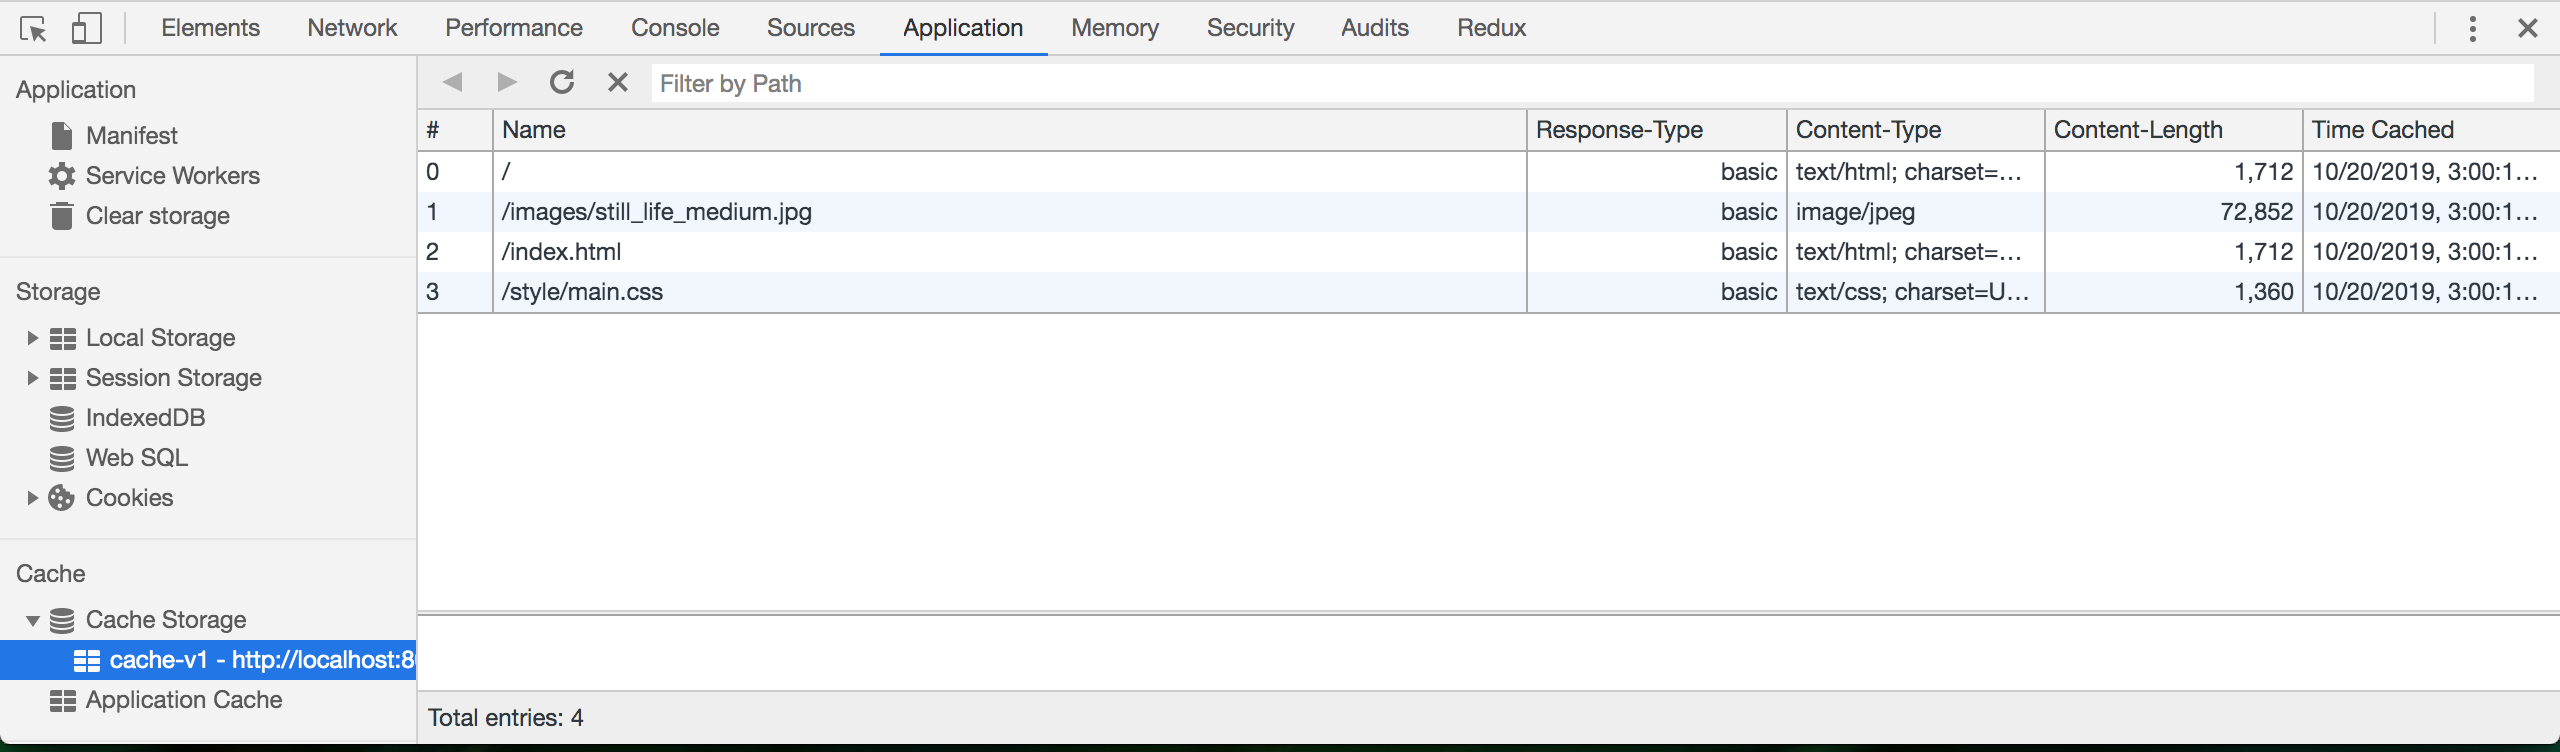 Elements Network Performance Console Sources Application Memory Security Audits Redux
Application
Manifest
Service Workers
Clear storage
Storage
Local Storage
Session Storage
IndexedDB
Web SQL
Cookies
Cache
Cache Storage
cache-v1 - http://localhost:8
Application Cache
Filter by Path
# Name Response-Type Content-Type Content-Length Time Cached
0 / basic text/html; charset=… 1,712 10/20/2019, 3:00:1…
1 /images/still_life_medium.jpg basic image/jpeg 72,852 10/20/2019, 3:00:1…
2 /index.html basic text/html; charset=… 1,712 10/20/2019, 3:00:1…
3 /style/main.css basic text/css; charset=U… 1,360 10/20/2019, 3:00:1…
Total entries: 4